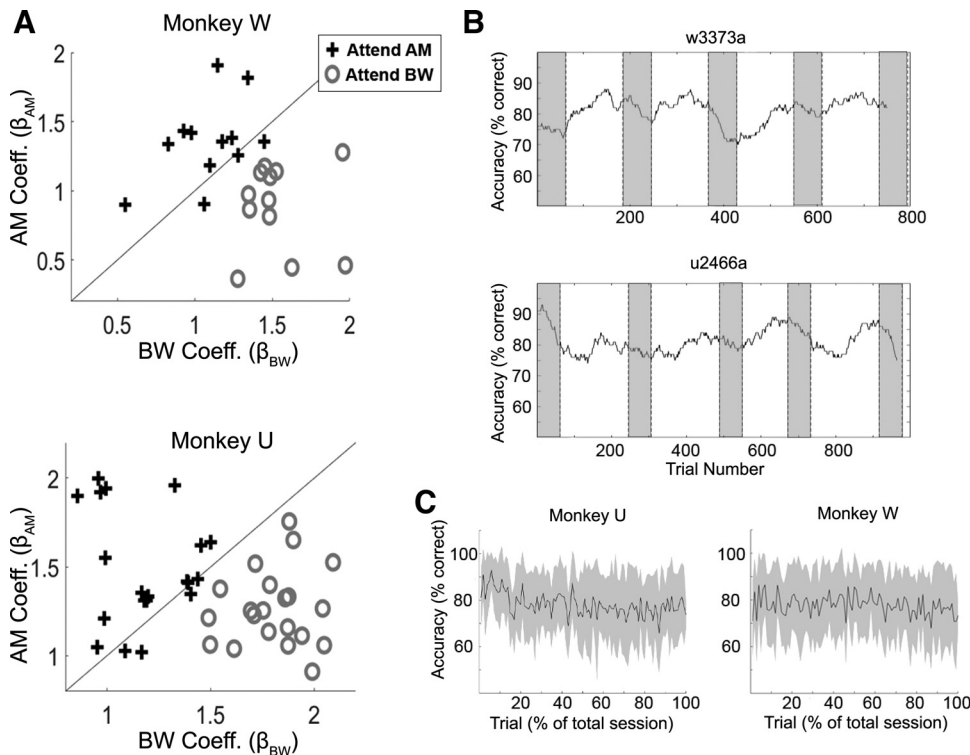 A
Monkey W
Attend AM
Attend BW
AM Coeff. (βAM)
2
1.5
1
0.5
0.5 1 1.5 2
BW Coeff. (βBW)
Monkey U
AM Coeff. (βAM)
2
1.5
1
1 1.5 2
BW Coeff. (βBW)
B
w3373a
Accuracy (% correct)
90
80
70
60
200 400 600 800
u2466a
Accuracy (% correct)
90
80
70
60
200 400 600 800
Trial Number
C
Monkey U
Accuracy (% correct)
100
80
60
20 40 60 80 100
Trial (% of total session)
Monkey W
100
80
60
20 40 60 80 100
Trial (% of total session)